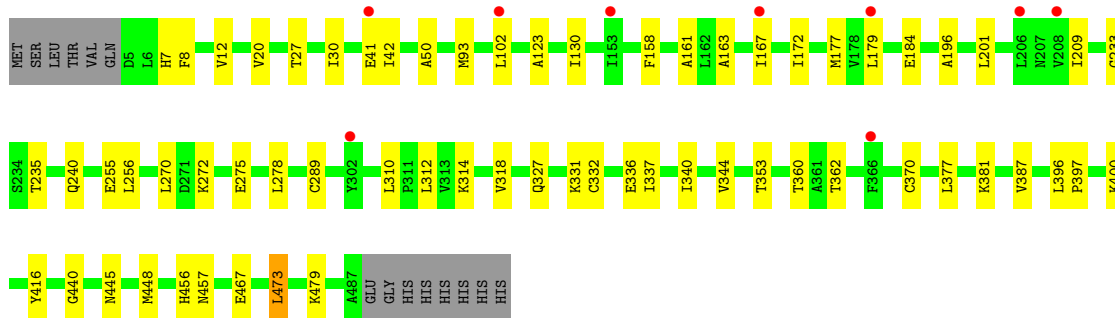 MET SER LEU THR VAL GLN D5 L6 H7 F8 V12 V20 T27 I30 E41 I42 A50 M93 L102 A123 I130 I153 F158 A161 L162 A163 I167 I172 M177 V178 L179 E184 A196 L201 L206 N207 V208 I209
S234 T235 Q240 E255 L256 L270 D271 K272 E275 L278 C289 Y302 L310 P311 L312 V313 K314 V318 Q327 K331 C332 E336 I337 I340 V344 T353 T360 A361 T362 F366 C370 L377 K381 V387 L396 P397
Y416 G440 N445 M448 H456 N457 E467 L473 K479 A487 GLU GLY HIS HIS HIS HIS HIS HIS